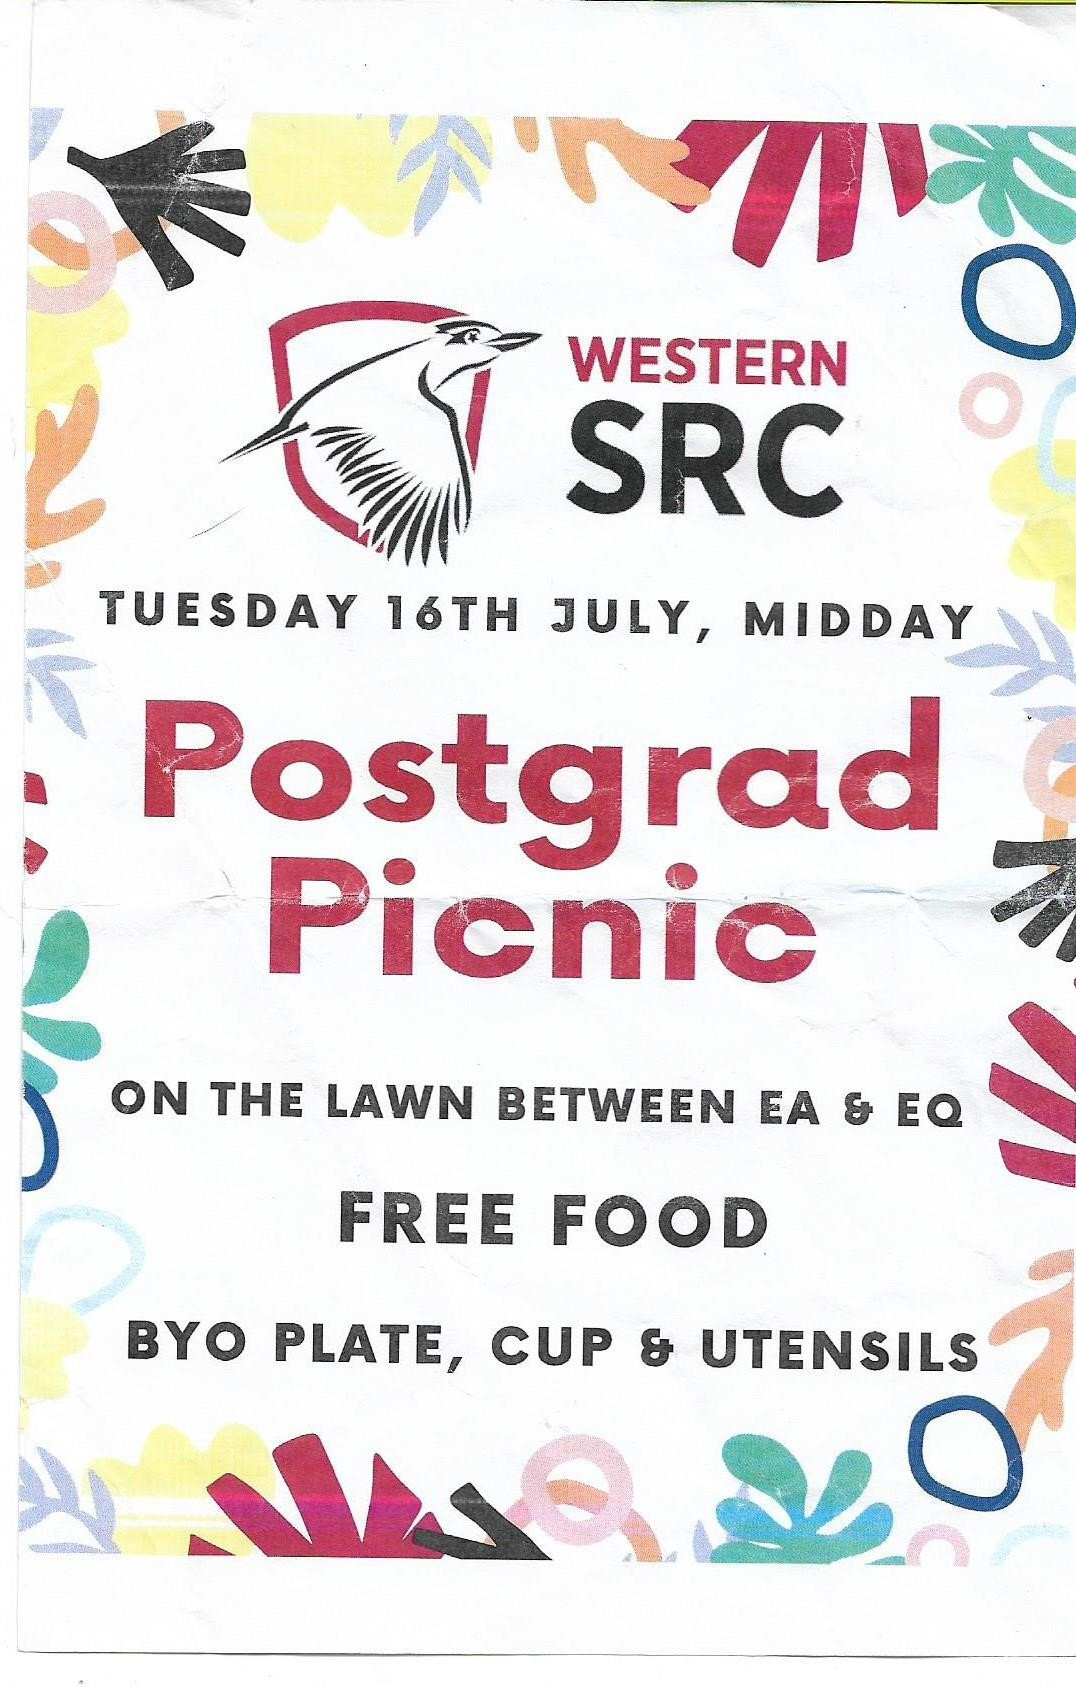 WESTERN
SRC
TUESDAY 16TH JULY, MIDDAY
Postgrad
Picnic
ON THE LAWN BETWEEN EA & EQ
FREE FOOD
BYO PLATE, CUP & UTENSILS